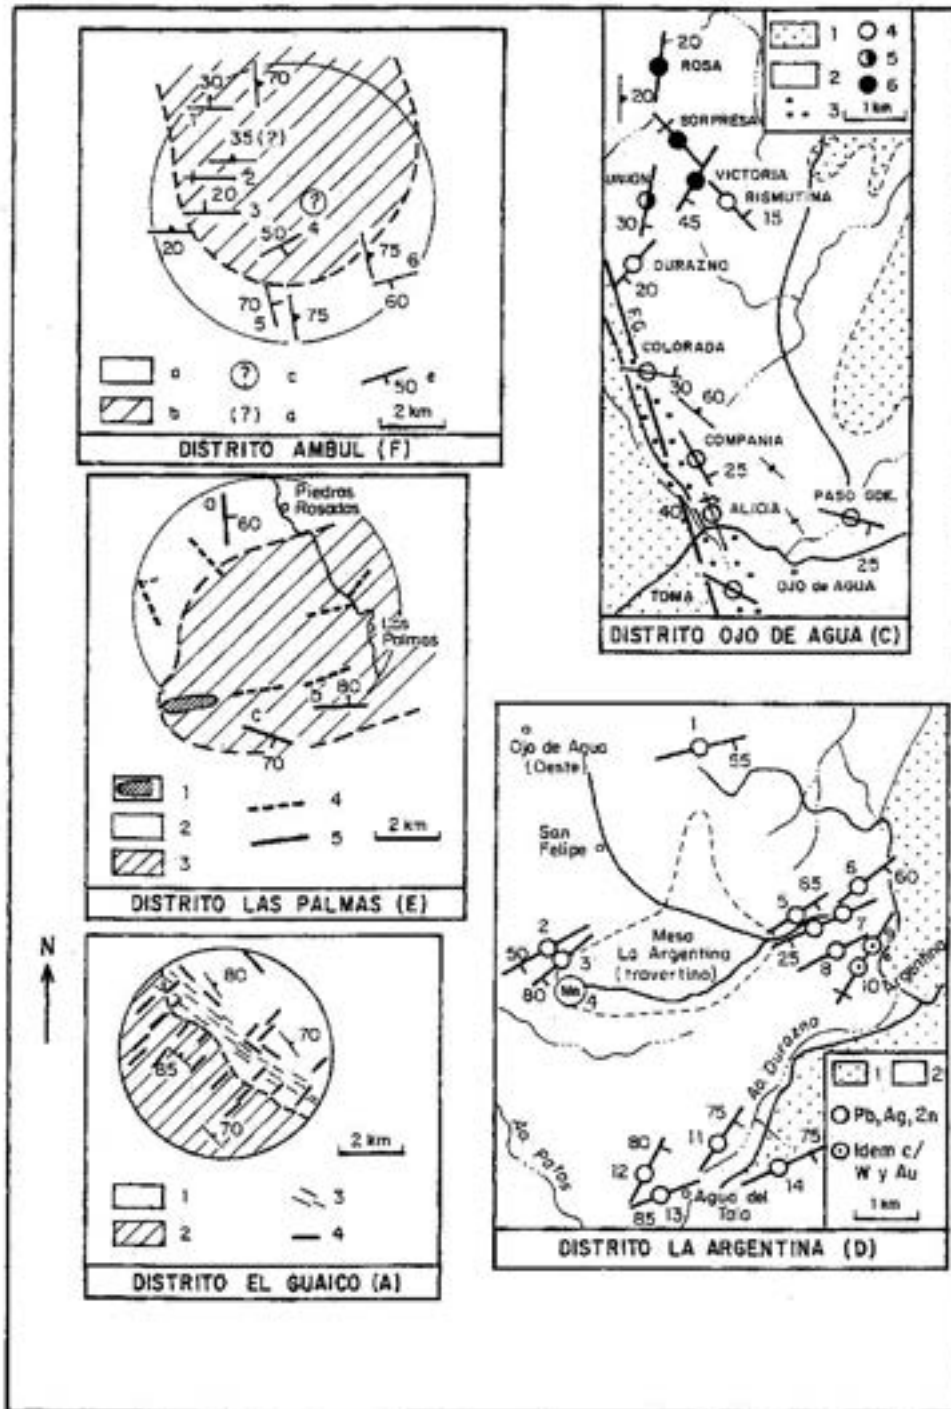 30
70
1
35(?)
2
20
3
?
50
4
20
75
6
60
70
5
75
a
? c
50 e
b
(?) d
2 km
DISTRITO AMBUL (F)
a
60
Piedras
Rosadas
Las
Palmas
b
80
c
70
1
4
2
2 km
3
5
DISTRITO LAS PALMAS (E)
N
80
70
85
70
2 km
1
3
2
4
DISTRITO EL GUAICO (A)
1
4
2
5
6
3
1 km
20
ROSA
20
SORPRESA
VICTORIA
UNION
BISMUTINA
30
45
15
DURAZNO
20
F.G.
COLORADA
30
60
COMPAÑIA
25
PASO GDE.
40
ALICIA
25
OJO de AGUA
TOMA
DISTRITO OJO DE AGUA (C)
1
Ojo de Agua
(Oeste)
55
San
Felipe
6
65
60
5
7
2
Mesa
La Argentina
(travertino)
25
9
50
3
8
80
Mn
4
10
Argentina
Ao. Durazno
1
2
Pb, Ag, Zn
Idem c/
W y Au
1 km
75
11
80
75
12
14
Ao. Patos
Agua del
Tala
85
13
DISTRITO LA ARGENTINA (D)